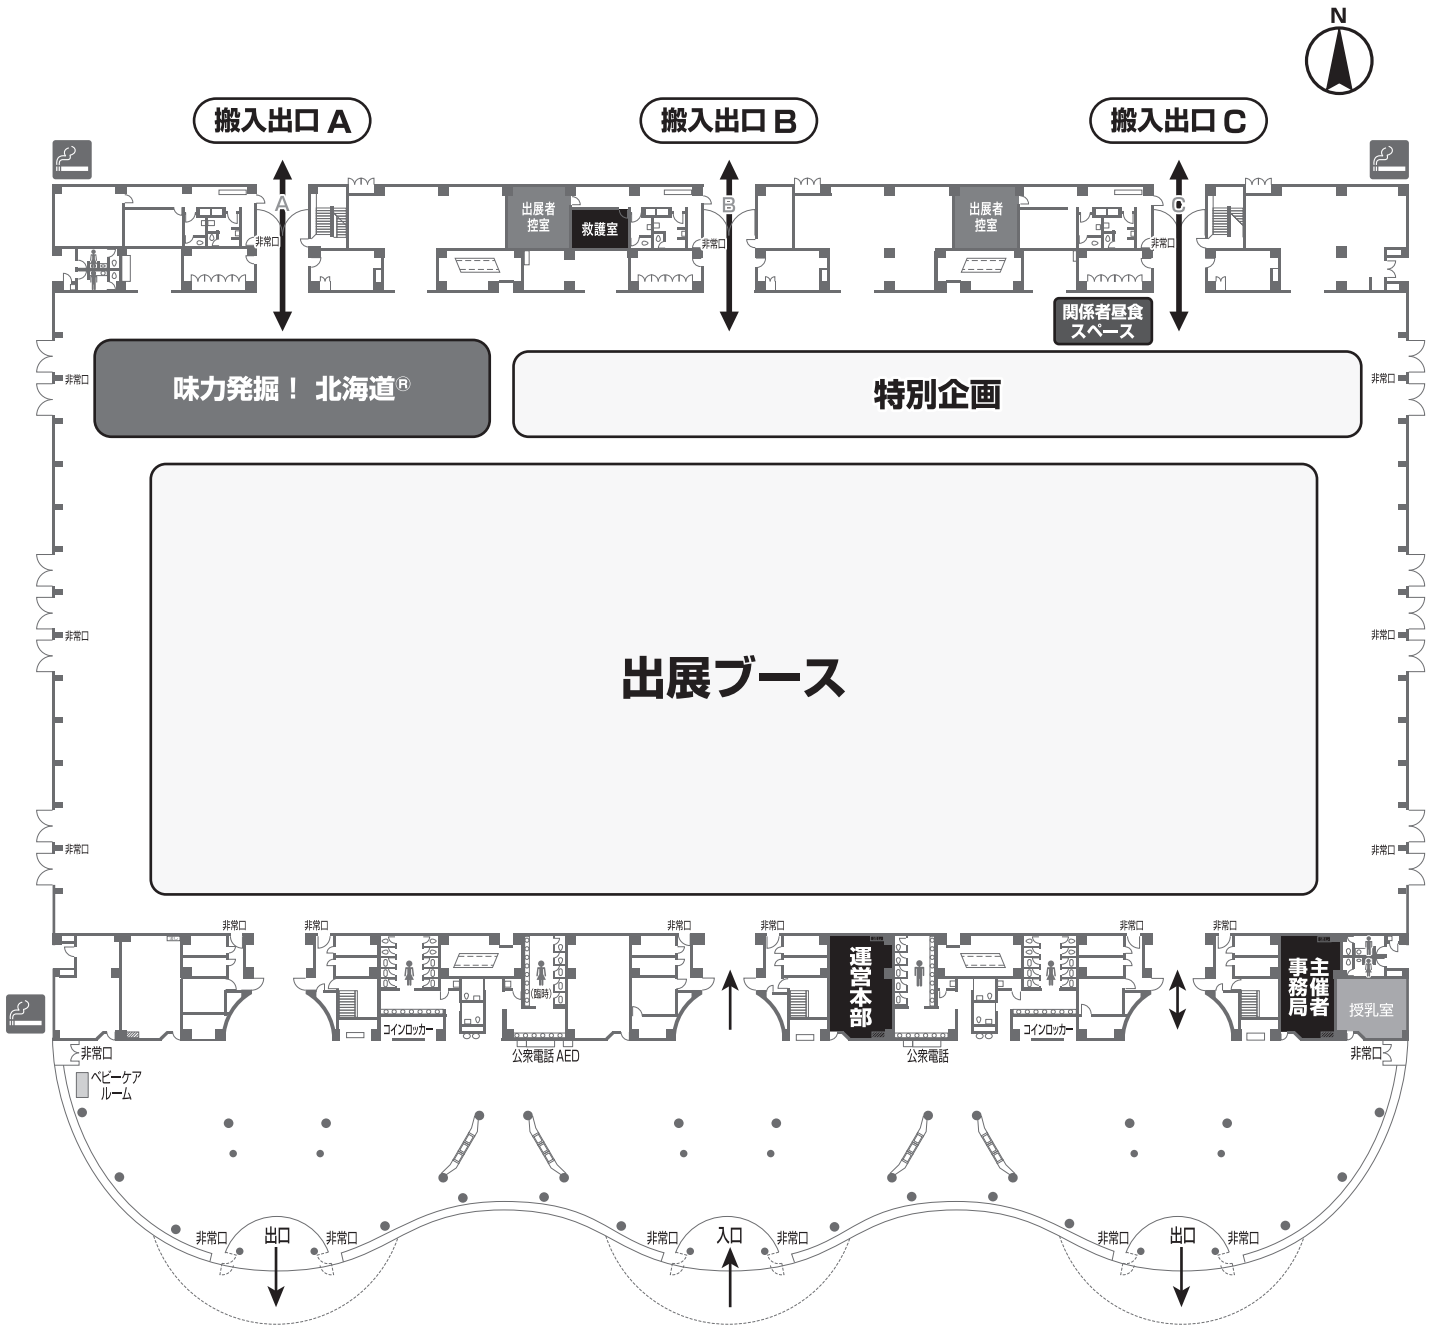 N
搬入出口 A
搬入出口 B
搬入出口 C
A
B
C
出展者
控室
救護室
出展者
控室
非常口
非常口
非常口
関係者昼食
スペース
味力発掘！ 北海道®
特別企画
非常口
非常口
出展ブース
非常口
非常口
非常口
非常口
非常口
非常口
非常口
非常口
非常口
非常口
運営本部
主催者
事務局
授乳室
(臨時)
コインロッカー
コインロッカー
公衆電話 AED
公衆電話
非常口
非常口
ベビーケア
ルーム
非常口
出口
非常口
非常口
入口
非常口
非常口
出口
非常口